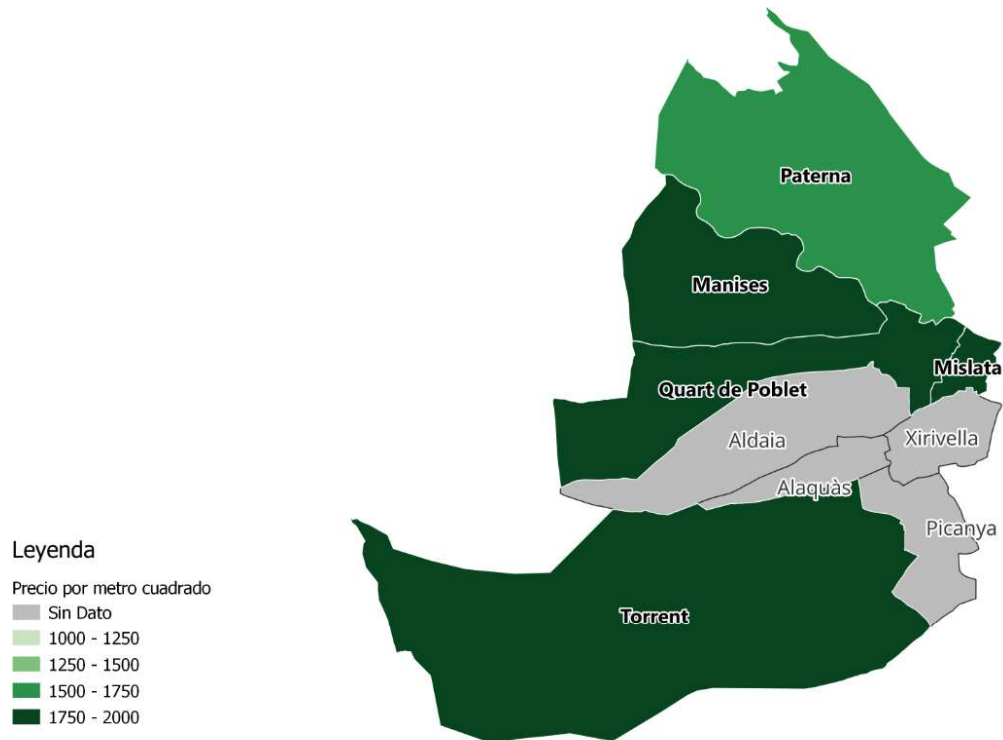 Paterna
Manises
Mislata
Quart de Poblet
Aldaia
Xirivella
Alaquàs
Picanya
Torrent
Leyenda
Precio por metro cuadrado
Sin Dato
1000 - 1250
1250 - 1500
1500 - 1750
1750 - 2000